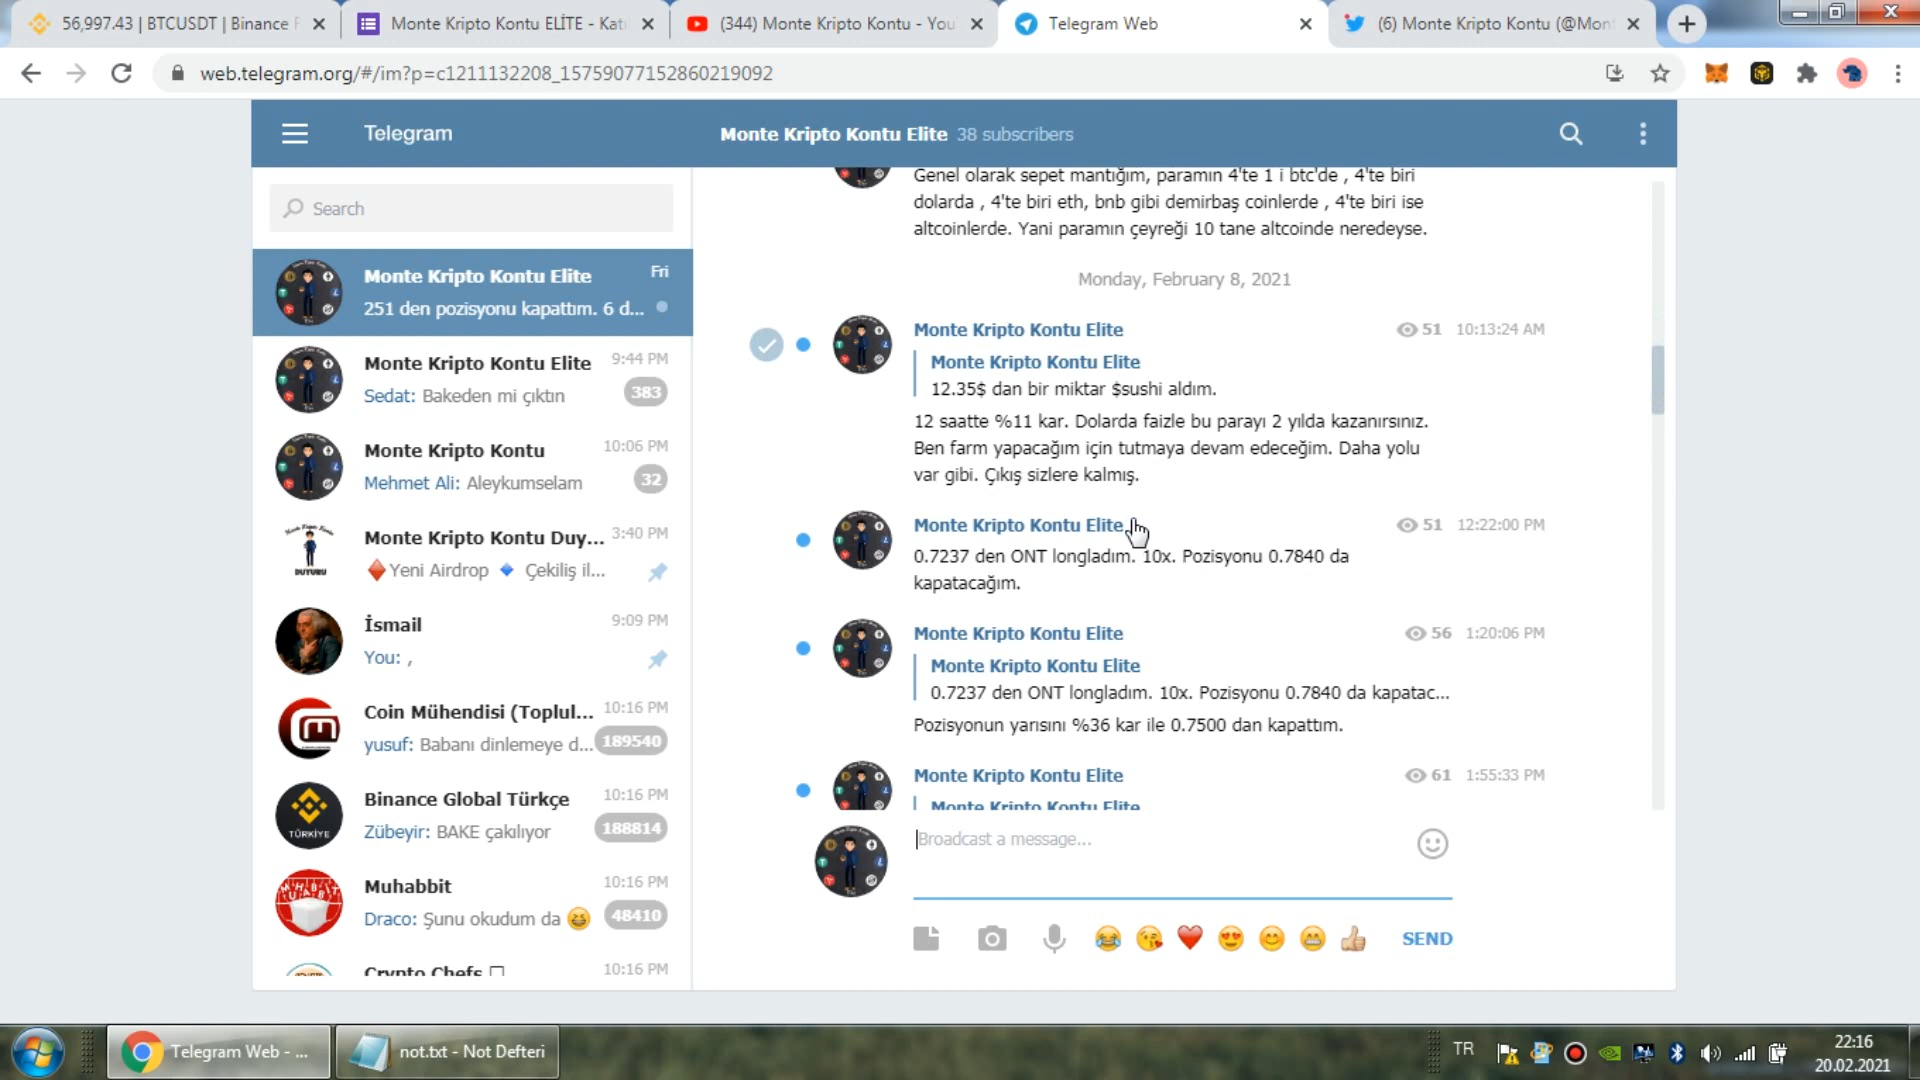 56,997.43 | BTCUSDT | Binance F
Monte Kripto Kontu ELİTE - Katı
(344) Monte Kripto Kontu - You
Telegram Web
(6) Monte Kripto Kontu (@Mon
web.telegram.org/#/im?p=c1211132208_15759077152860219092
Telegram
Monte Kripto Kontu Elite 38 subscribers
Search
Monte Kripto Kontu Elite Fri
251 den pozisyonu kapattım. 6 d...
Monte Kripto Kontu Elite 9:44 PM
Sedat: Bakeden mi çıktın 383
Monte Kripto Kontu 10:06 PM
Mehmet Ali: Aleykumselam 32
Monte Kripto Kontu Duy... 3:40 PM
Yeni Airdrop Çekiliş il...
DUYURU
İsmail 9:09 PM
You: ,
Coin Mühendisi (Toplul... 10:16 PM
yusuf: Babanı dinlemeye d... 189540
Binance Global Türkçe 10:16 PM
Zübeyir: BAKE çakılıyor 188814
TÜRKİYE
Muhabbit 10:16 PM
Draco: Şunu okudum da 48410
Crypto Chefs 10:16 PM
Genel olarak sepet mantığım, paramın 4'te 1 i btc'de , 4'te biri
dolarda , 4'te biri eth, bnb gibi demirbaş coinlerde , 4'te biri ise
altcoinlerde. Yani paramın çeyreği 10 tane altcoinde neredeyse.
Monday, February 8, 2021
Monte Kripto Kontu Elite 51 10:13:24 AM
Monte Kripto Kontu Elite
12.35$ dan bir miktar $sushi aldım.
12 saatte %11 kar. Dolarda faizle bu parayı 2 yılda kazanırsınız.
Ben farm yapacağım için tutmaya devam edeceğim. Daha yolu
var gibi. Çıkış sizlere kalmış.
Monte Kripto Kontu Elite 51 12:22:00 PM
0.7237 den ONT longladım. 10x. Pozisyonu 0.7840 da
kapatacağım.
Monte Kripto Kontu Elite 56 1:20:06 PM
Monte Kripto Kontu Elite
0.7237 den ONT longladım. 10x. Pozisyonu 0.7840 da kapatac...
Pozisyonun yarısını %36 kar ile 0.7500 dan kapattım.
Monte Kripto Kontu Elite 61 1:55:33 PM
Monte Kripto Kontu Elite
Broadcast a message...
SEND
Telegram Web - ...
not.txt - Not Defteri
TR
22:16
20.02.2021